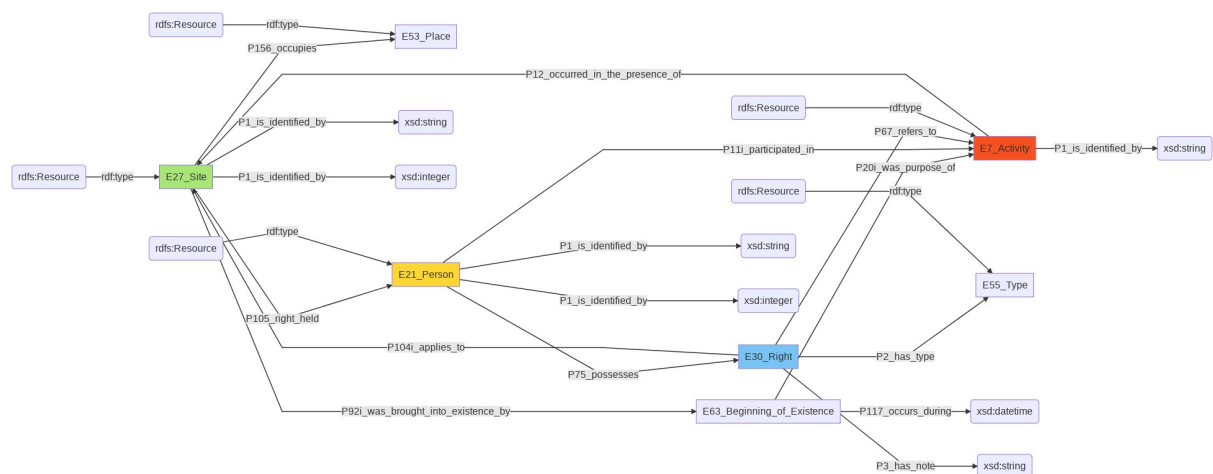 rdfs:Resource
rdf:type
E53_Place
P156_occupies
P12_occurred_in_the_presence_of
rdfs:Resource
rdf:type
P1_is_identified_by
xsd:string
P67_refers_to
rdfs:Resource
rdf:type
E27_Site
P1_is_identified_by
xsd:integer
P11i_participated_in
E7_Activity
P1_is_identified_by
xsd:string
P20i_was_purpose_of
rdfs:Resource
rdf:type
rdfs:Resource
rdf:type
P1_is_identified_by
xsd:string
E21_Person
E55_Type
P1_is_identified_by
xsd:integer
P105_right_held
P104i_applies_to
E30_Right
P2_has_type
P75_possesses
P92i_was_brought_into_existence_by
E63_Beginning_of_Existence
P117_occurs_during
xsd:datetime
P3_has_note
xsd:string